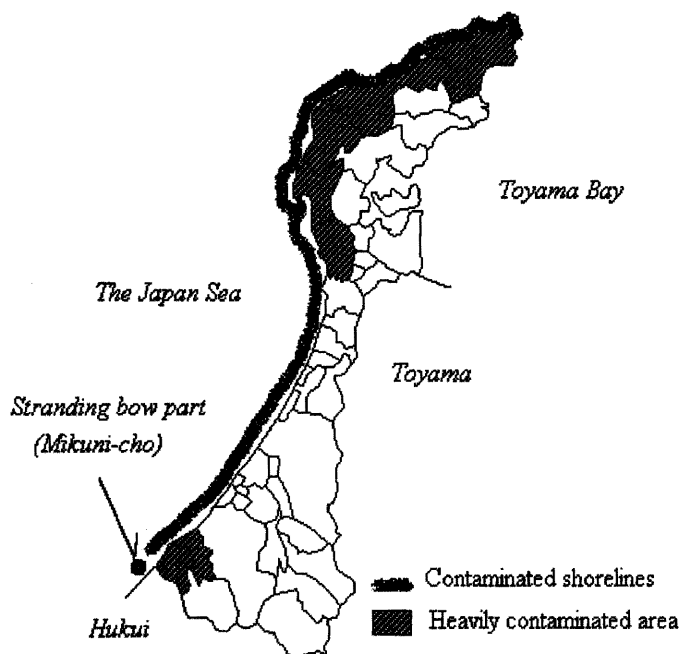 Toyama Bay
The Japan Sea
Toyama
Stranding bow part
(Mikuni-cho)
Hukui
Contaminated shorelines
Heavily contaminated area